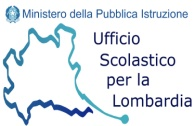 Ministero della Pubblica Istruzione
Ufficio
Scolastico
per la
Lombardia